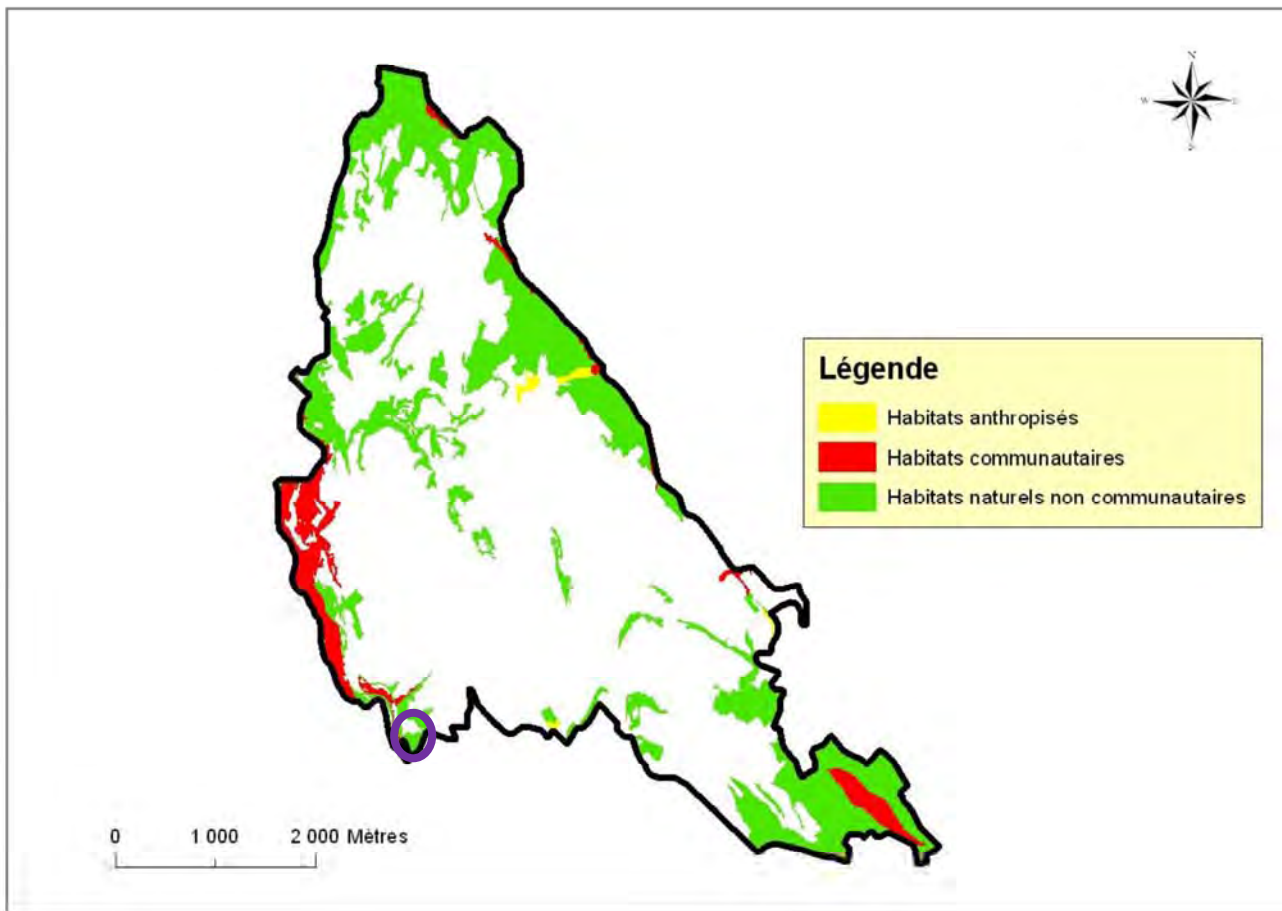 N
W
E
S
Légende
Habitats anthropisés
Habitats communautaires
Habitats naturels non communautaires
0 1 000 2 000 Mètres